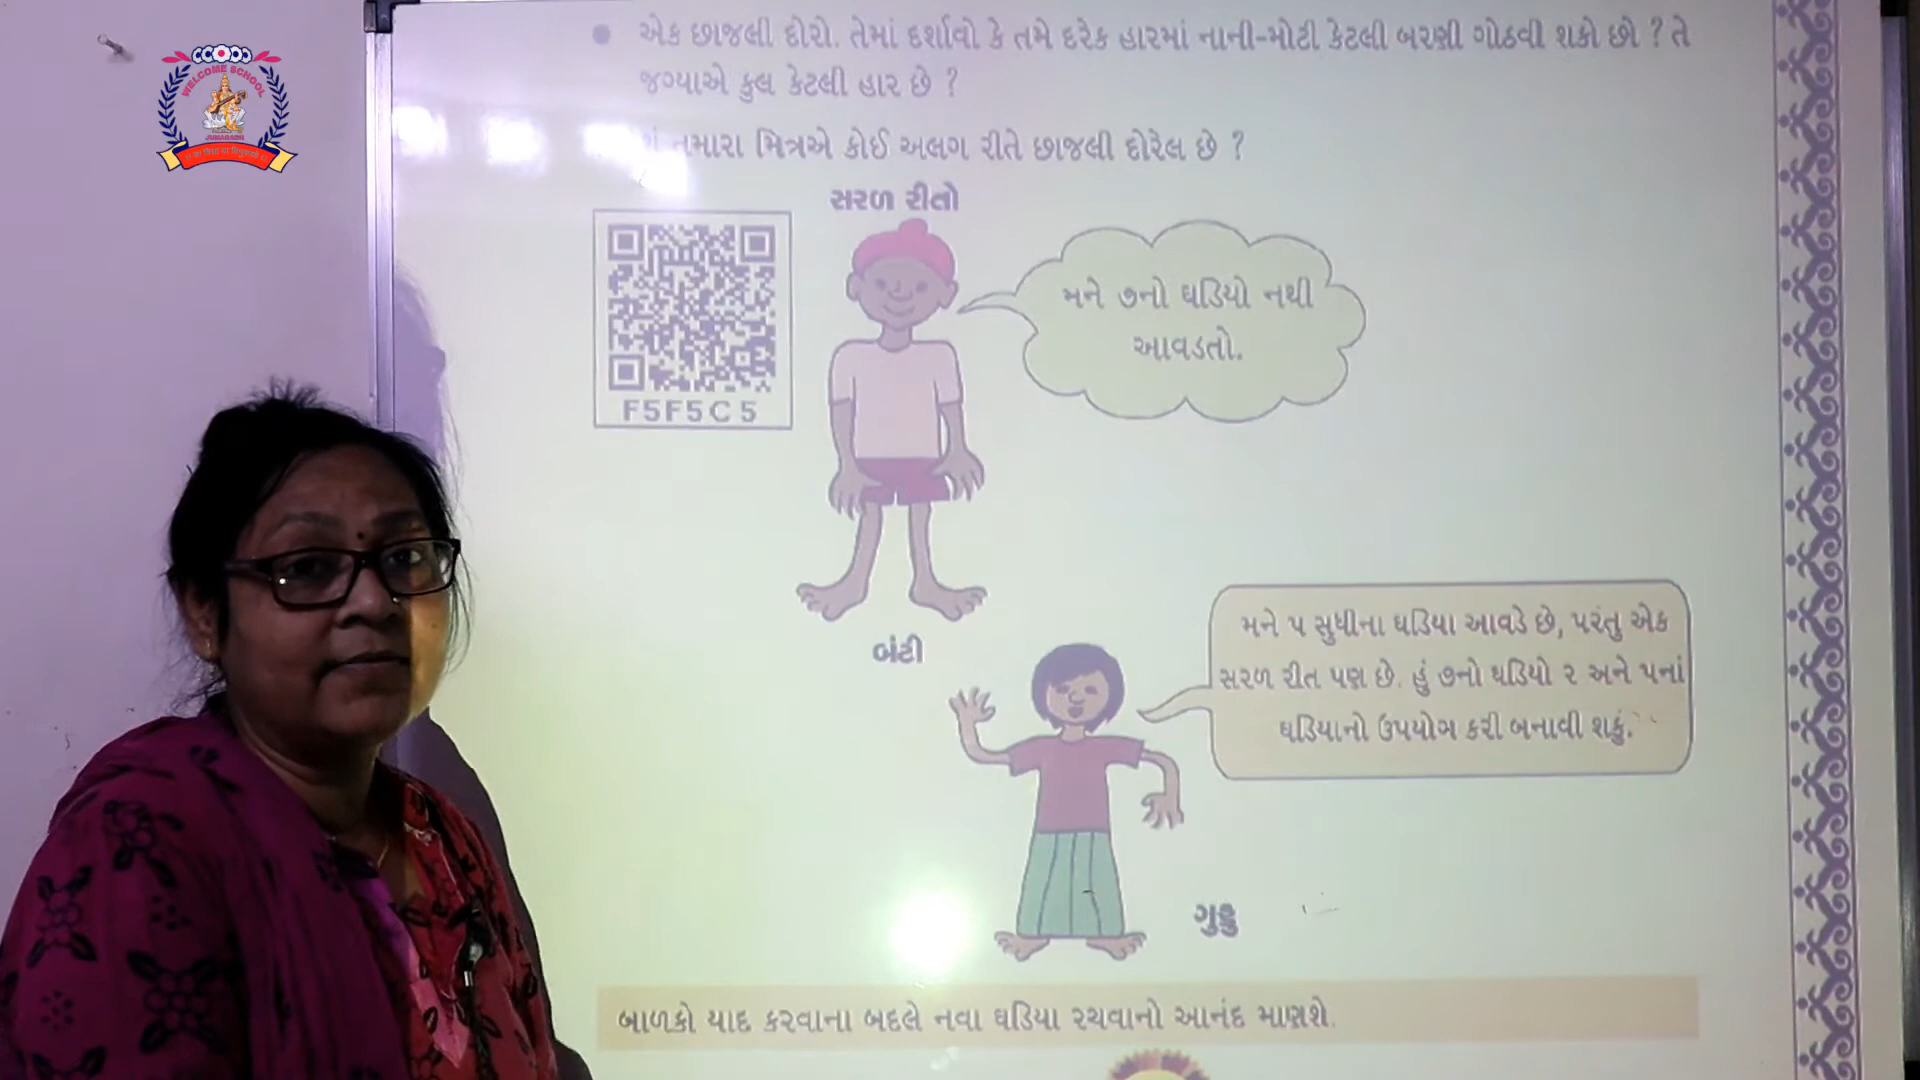 WELCOME SCHOOL
JUNAGADH
એક છાજલી દોરો. તેમાં દર્શાવો કે તમે દરેક હારમાં નાની-મોટી કેટલી બરણી ગોઠવી શકો છો ? તે
જગ્યાએ કુલ કેટલી હાર છે ?
તમારા મિત્રએ કોઈ અલગ રીતે છાજલી દોરેલ છે ?
સરળ રીતો
F5F5C5
મને ૭નો ઘડિયો નથી
આવડતો.
બંટી
મને ૫ સુધીના ઘડિયા આવડે છે, પરંતુ એક
સરળ રીત પણ છે. હું ૭નો ઘડિયો ૨ અને ૫નાં
ઘડિયાનો ઉપયોગ કરી બનાવી શકું.
ગુડ્ડુ
બાળકો યાદ કરવાના બદલે નવા ઘડિયા રચવાનો આનંદ માણશે.